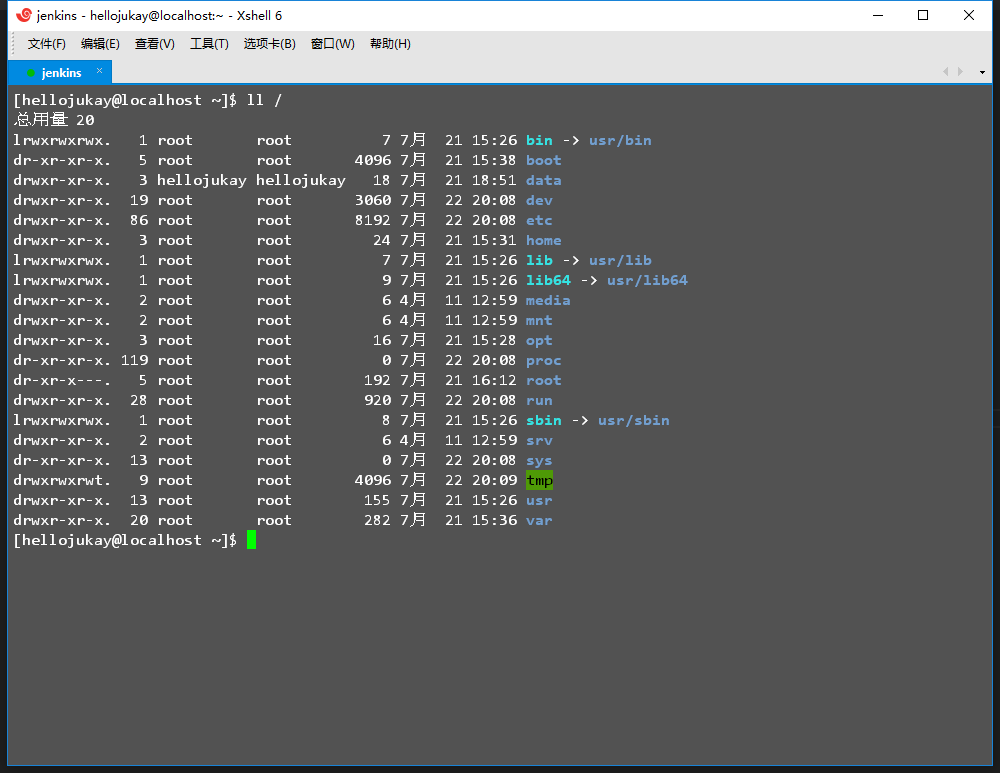 jenkins - hellojukay@localhost:~ - Xshell 6
文件(F) 编辑(E) 查看(V) 工具(T) 选项卡(B) 窗口(W) 帮助(H)
jenkins ×
[hellojukay@localhost ~]$ ll /
总用量 20
lrwxrwxrwx.   1 root       root          7 7月  21 15:26 bin -> usr/bin
dr-xr-xr-x.   5 root       root       4096 7月  21 15:38 boot
drwxr-xr-x.   3 hellojukay hellojukay   18 7月  21 18:51 data
drwxr-xr-x.  19 root       root       3060 7月  22 20:08 dev
drwxr-xr-x.  86 root       root       8192 7月  22 20:08 etc
drwxr-xr-x.   3 root       root         24 7月  21 15:31 home
lrwxrwxrwx.   1 root       root          7 7月  21 15:26 lib -> usr/lib
lrwxrwxrwx.   1 root       root          9 7月  21 15:26 lib64 -> usr/lib64
drwxr-xr-x.   2 root       root          6 4月  11 12:59 media
drwxr-xr-x.   2 root       root          6 4月  11 12:59 mnt
drwxr-xr-x.   3 root       root         16 7月  21 15:28 opt
dr-xr-xr-x. 119 root       root          0 7月  22 20:08 proc
dr-xr-x---.   5 root       root        192 7月  21 16:12 root
drwxr-xr-x.  28 root       root        920 7月  22 20:08 run
lrwxrwxrwx.   1 root       root          8 7月  21 15:26 sbin -> usr/sbin
drwxr-xr-x.   2 root       root          6 4月  11 12:59 srv
dr-xr-xr-x.  13 root       root          0 7月  22 20:08 sys
drwxrwxrwt.   9 root       root       4096 7月  22 20:09 tmp
drwxr-xr-x.  13 root       root        155 7月  21 15:26 usr
drwxr-xr-x.  20 root       root        282 7月  21 15:36 var
[hellojukay@localhost ~]$